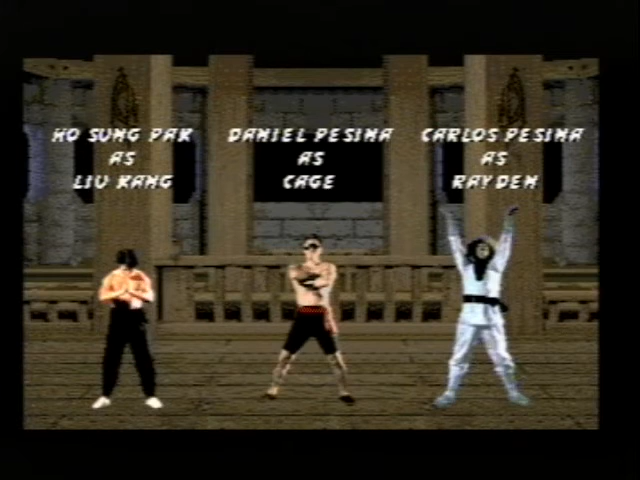 HO SUNG PAK
AS
LIU KANG
DANIEL PESINA
AS
CAGE
CARLOS PESINA
AS
RAYDEN